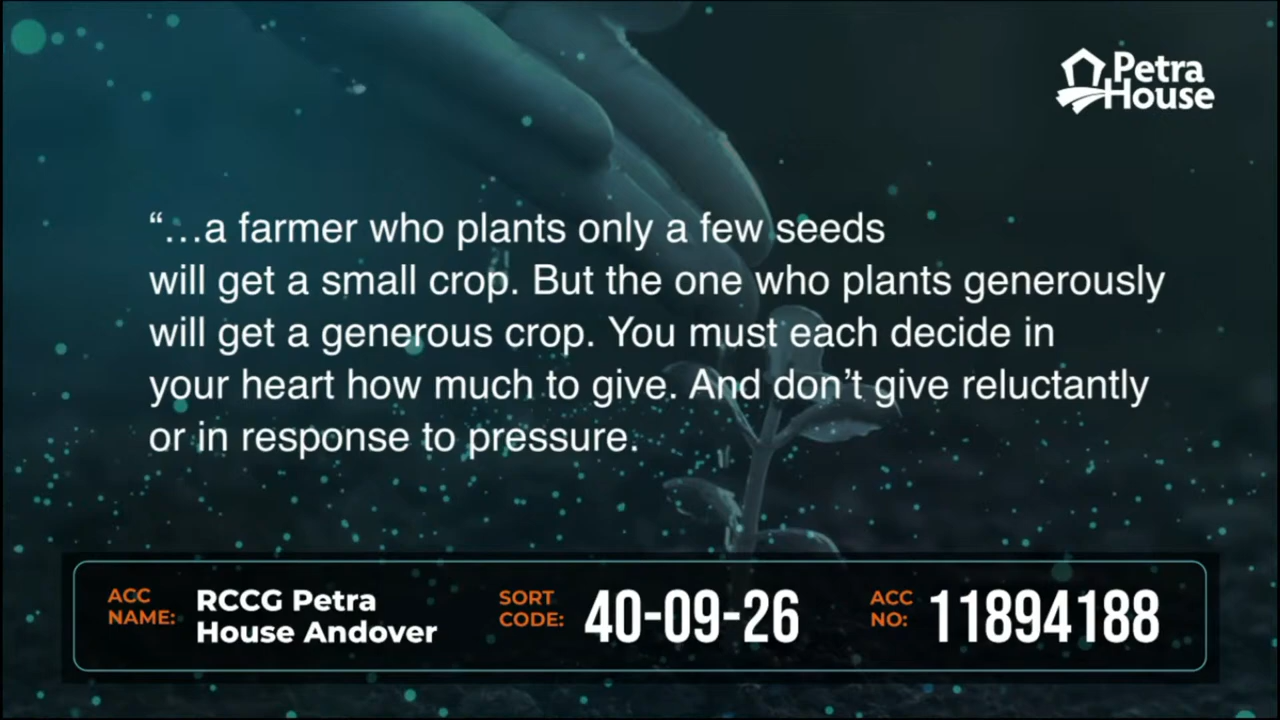 Petra
House
“…a farmer who plants only a few seeds
will get a small crop. But the one who plants generously
will get a generous crop. You must each decide in
your heart how much to give. And don’t give reluctantly
or in response to pressure.
ACC NAME: RCCG Petra House Andover
SORT CODE: 40-09-26
ACC NO: 11894188